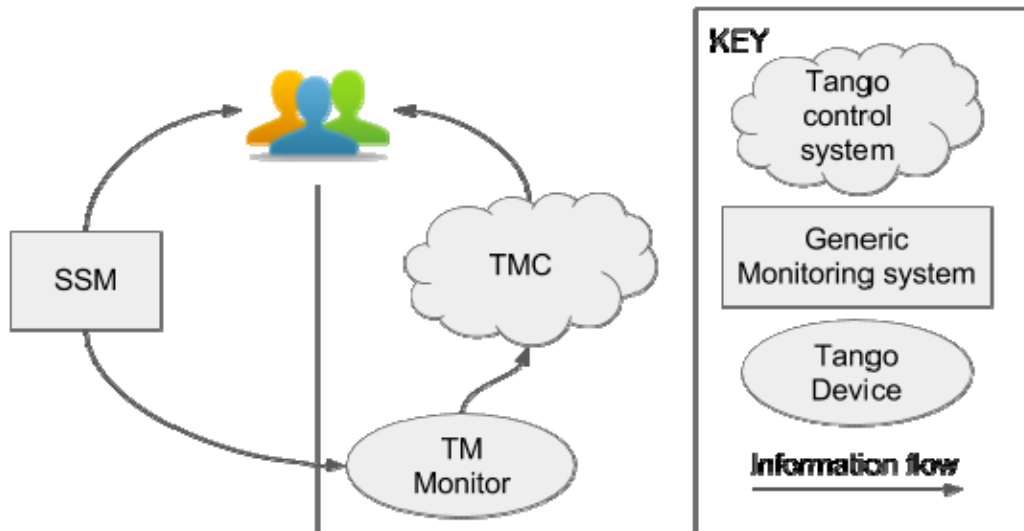 SSM
TMC
TM
Monitor
KEY
Tango
control
system
Generic
Monitoring system
Tango
Device
Information flow